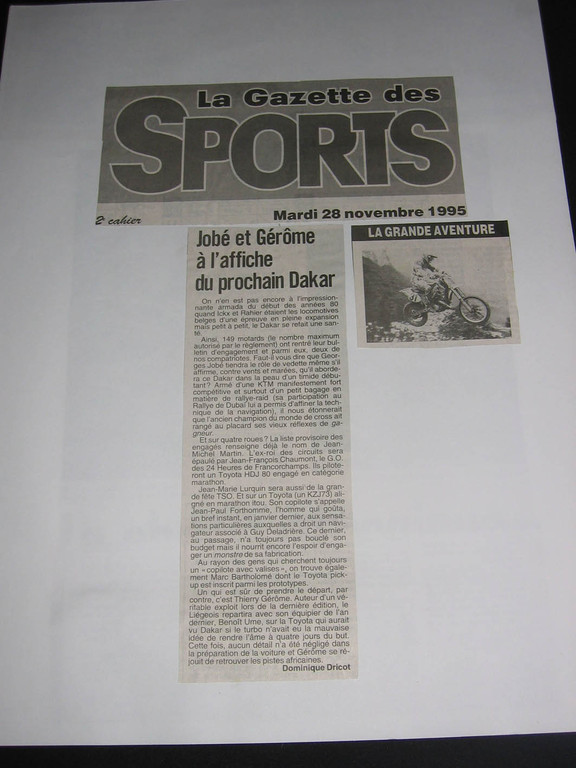 La Gazette des
SPORTS
2e cahier
Mardi 28 novembre 1995
Jobé et Gérôme
à l'affiche
du prochain Dakar
LA GRANDE AVENTURE
On n'en est pas encore à l'impression-
nante armada du début des années 80
quand Ickx et Rahier étaient les locomotives
belges d'une épreuve en pleine expansion
mais petit à petit, le Dakar se refait une san-
té.
Ainsi, 149 motards (le nombre maximum
autorisé par le règlement) ont rentré leur bul-
letin d'engagement et parmi eux, deux de
nos compatriotes. Faut-il vous dire que Geor-
ges Jobé tiendra le rôle de vedette même s'il
affirme, contre vents et marées, qu'il aborde-
ra ce Dakar dans la peau d'un timide débu-
tant? Armé d'une KTM manifestement fort
compétitive et surtout d'un petit bagage en
matière de rallye-raid (sa participation au
Rallye de Dubaï lui a permis d'affiner la tech-
nique de la navigation), il nous étonnerait
que l'ancien champion du monde de cross ait
rangé au placard ses vieux réflexes de ga-
gneur.
Et sur quatre roues? La liste provisoire des
engagés renseigne déjà le nom de Jean-
Michel Martin. L'ex-roi des circuits sera
épaulé par Jean-François Chaumont, le G.O.
des 24 Heures de Francorchamps. Ils pilote-
ront un Toyota HDJ 80 engagé en catégorie
marathon.
Jean-Marie Lurquin sera aussi de la gran-
de fête TSO. Et sur un Toyota (un KZJ73) ali-
gné en marathon itou. Son copilote s'appelle
Jean-Paul Forthomme, l'homme qui goûta,
un bref instant, en janvier dernier, aux sensa-
tions particulières auxquelles a droit un navi-
gateur associé à Guy Deladrière. Ce dernier,
au passage, n'a toujours pas bouclé son
budget mais il nourrit encore l'espoir d'enga-
ger un monstre de sa fabrication.
Au rayon des gens qui cherchent toujours
un «copilote avec valises», on trouve égale-
ment Marc Bartholomé dont le Toyota pick-
up est inscrit parmi les prototypes.
Un qui est sûr de prendre le départ, par
contre, c'est Thierry Gérôme. Auteur d'un vé-
ritable exploit lors de la dernière édition, le
Liégeois repartira avec son équipier de l'an
dernier, Benoît Ume, sur la Toyota qui aurait
vu Dakar si le turbo n'avait eu la mauvaise
idée de rendre l'âme à quatre jours du but.
Cette fois, aucun détail n'a été négligé dans
la préparation de la voiture et Gérôme se ré-
jouit de retrouver les pistes africaines.
Dominique Dricot